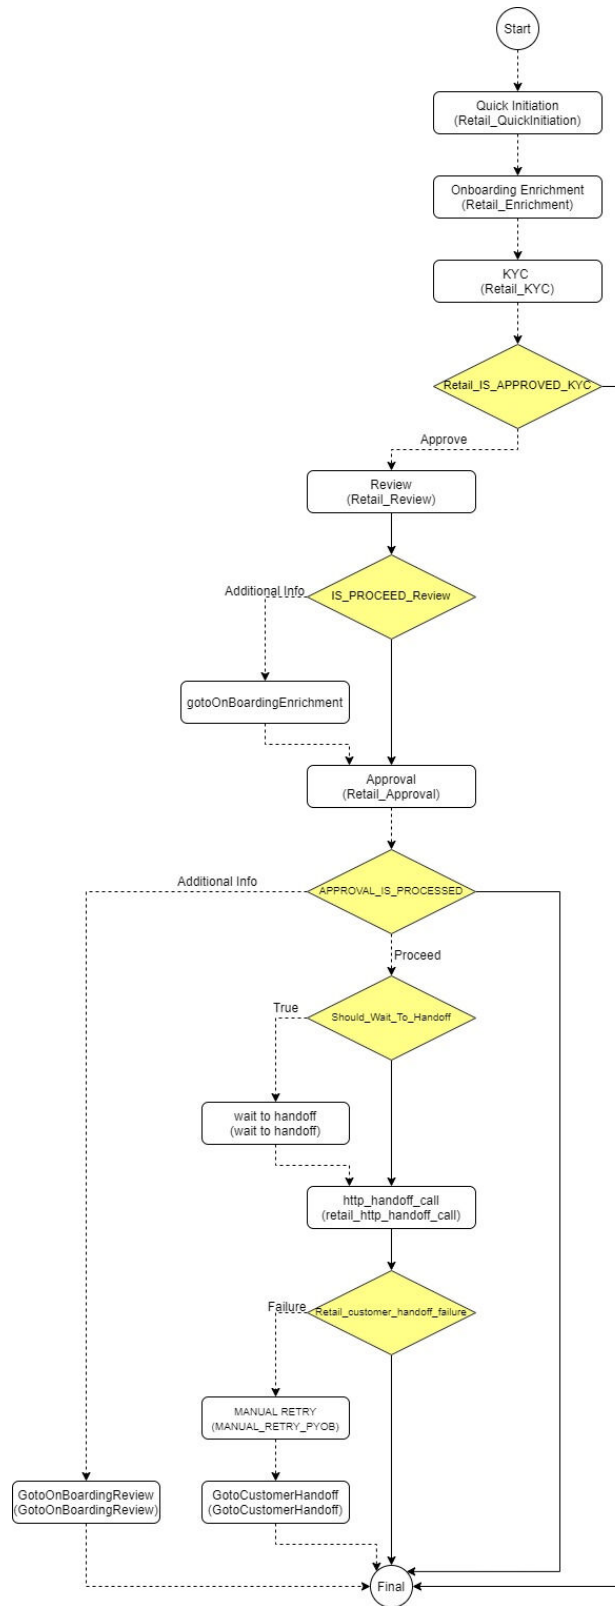 Start
Quick Initiation
(Retail_QuickInitiation)
Onboarding Enrichment
(Retail_Enrichment)
KYC
(Retail_KYC)
Retail_IS_APPROVED_KYC
Approve
Review
(Retail_Review)
Additional Info
IS_PROCEED_Review
gotoOnBoardingEnrichment
Approval
(Retail_Approval)
Additional Info
APPROVAL_IS_PROCESSED
Proceed
True
Should_Wait_To_Handoff
wait to handoff
(wait to handoff)
http_handoff_call
(retail_http_handoff_call)
Failure
Retail_customer_handoff_failure
MANUAL RETRY
(MANUAL_RETRY_PYOB)
GotoOnBoardingReview
(GotoOnBoardingReview)
GotoCustomerHandoff
(GotoCustomerHandoff)
Final